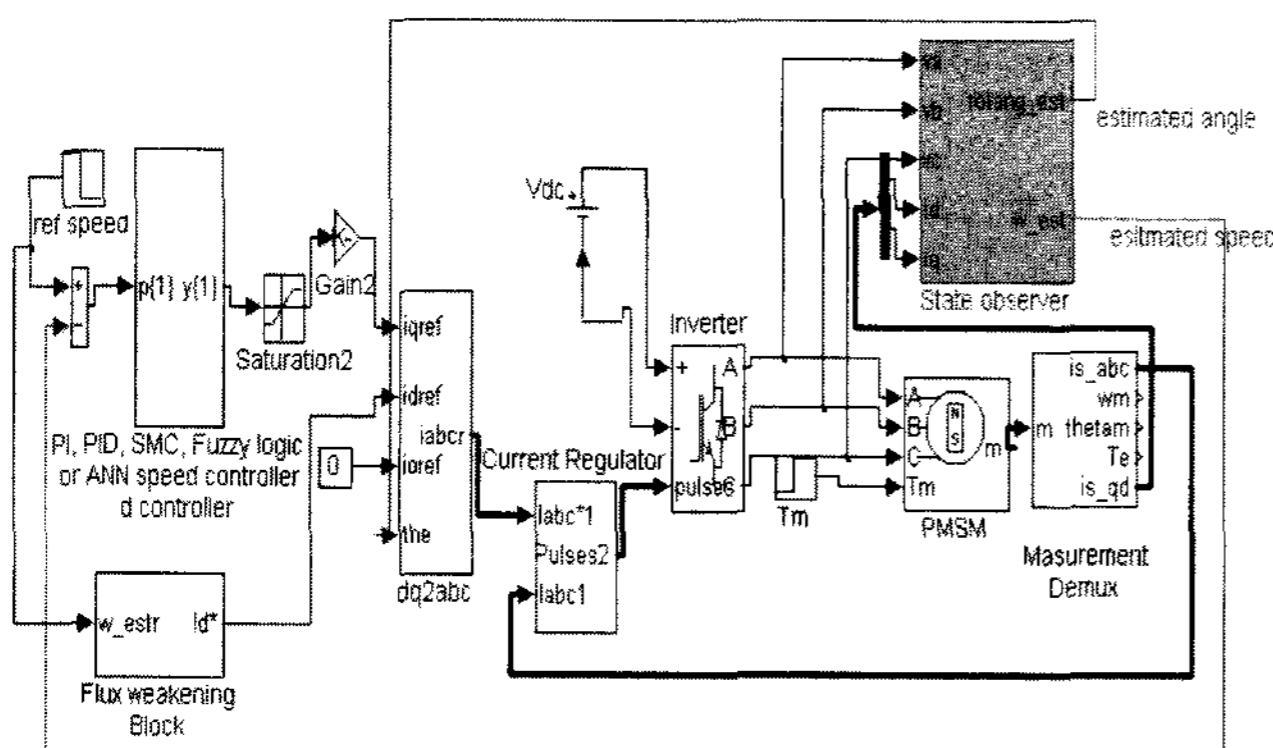 va
rotang_est
vb
estimated angle
vc
Vdc
id
w_est
esitmated speed
iq
State observer
ref speed
+
-
p{1} y{1}
K-
Gain2
Saturation2
iqref
idref
iabcr
ioref
the
dq2abc
0
PI, PID, SMC, Fuzzy logic
or ANN speed controller
d controller
Current Regulator
Iabc*1
Pulses2
Iabc1
Inverter
+
A
-
B
pulses
C
Tm
A
N
B
S
C
m
Tm
PMSM
m
is_abc
wm
thetam
Te
is_qd
Masurement
Demux
w_estr
Id*
Flux weakening
Block